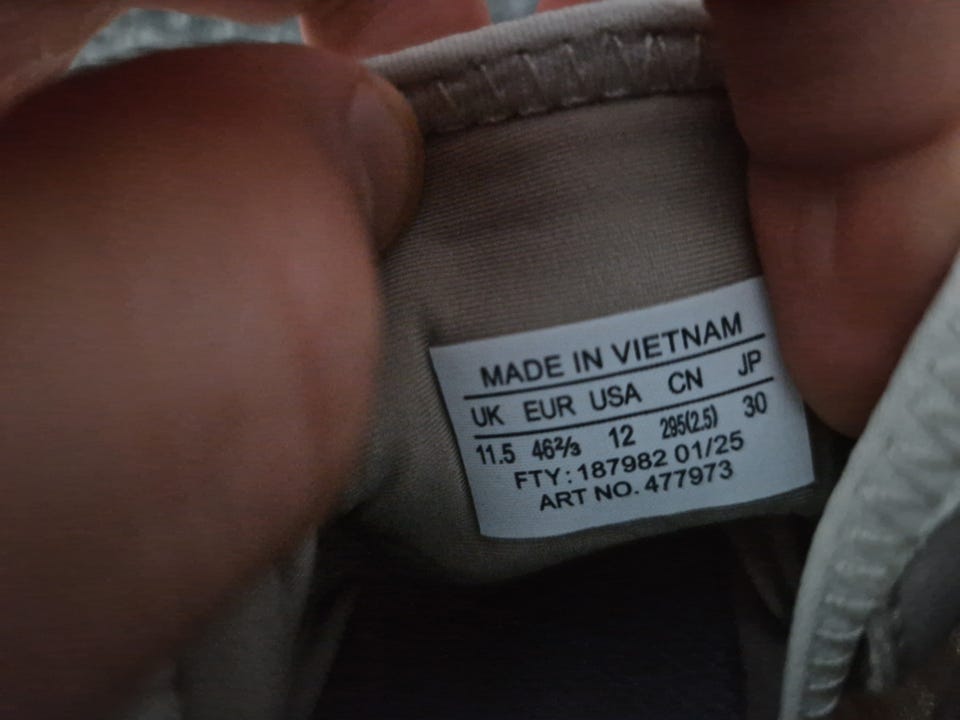 MADE IN VIETNAM
UK EUR USA CN JP
11.5 46⅔ 12 295(2.5) 30
FTY: 187982 01/25
ART NO. 477973